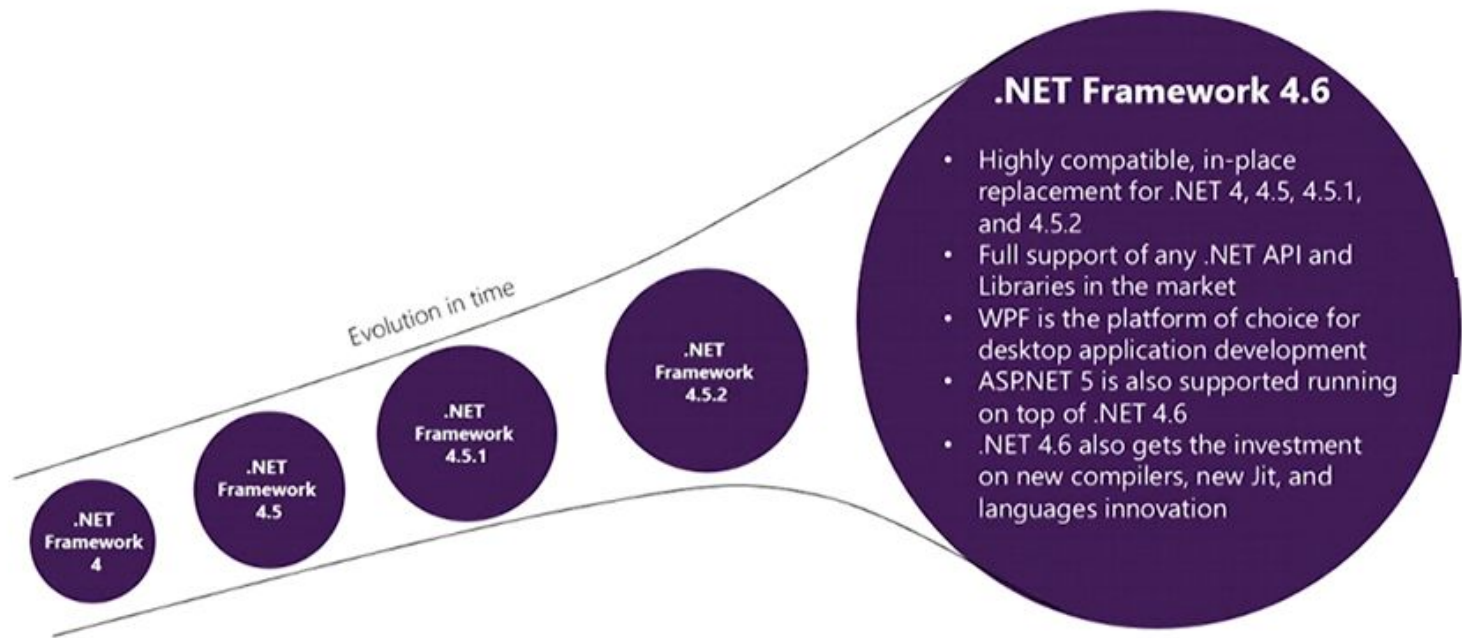 .NET Framework 4.6
• Highly compatible, in-place
replacement for .NET 4, 4.5, 4.5.1,
and 4.5.2
• Full support of any .NET API and
Libraries in the market
• WPF is the platform of choice for
desktop application development
• ASP.NET 5 is also supported running
on top of .NET 4.6
• .NET 4.6 also gets the investment
on new compilers, new Jit, and
languages innovation
Evolution in time
.NET
Framework
4.5.2
.NET
Framework
4.5.1
.NET
Framework
4.5
.NET
Framework
4